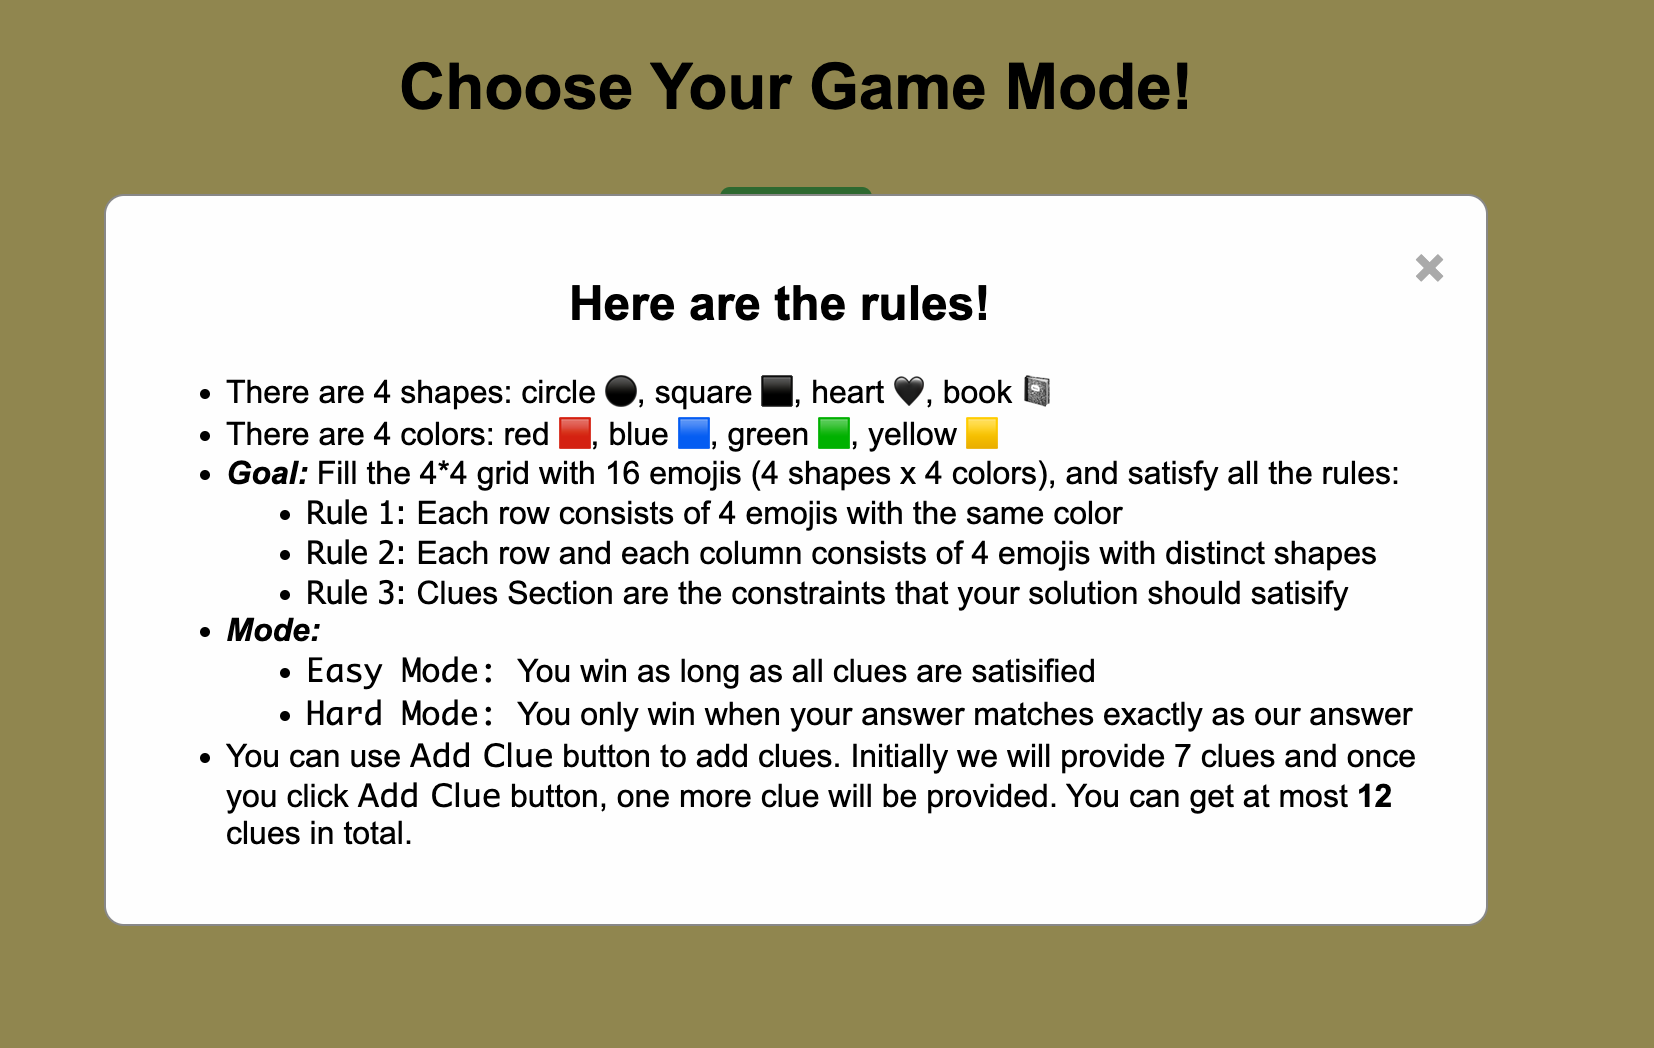 Choose Your Game Mode!
Here are the rules!
There are 4 shapes: circle ⚫, square ⬛, heart 🖤, book 📓
There are 4 colors: red 🟥, blue 🟦, green 🟩, yellow 🟨
Goal: Fill the 4*4 grid with 16 emojis (4 shapes x 4 colors), and satisfy all the rules:
Rule 1: Each row consists of 4 emojis with the same color
Rule 2: Each row and each column consists of 4 emojis with distinct shapes
Rule 3: Clues Section are the constraints that your solution should satisify
Mode:
Easy Mode: You win as long as all clues are satisified
Hard Mode: You only win when your answer matches exactly as our answer
You can use Add Clue button to add clues. Initially we will provide 7 clues and once
you click Add Clue button, one more clue will be provided. You can get at most 12
clues in total.